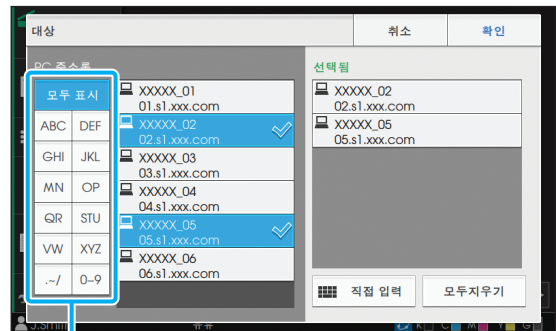 대상
취소
확인
PC 주소록
선택됨
모두 표시
ABC DEF
GHI JKL
MN OP
QR STU
VW XYZ
.~/ 0~9
XXXXX_01
01.s1.xxx.com
XXXXX_02
02.s1.xxx.com
XXXXX_03
03.s1.xxx.com
XXXXX_04
04.s1.xxx.com
XXXXX_05
05.s1.xxx.com
XXXXX_06
06.s1.xxx.com
XXXXX_02
02.s1.xxx.com
XXXXX_05
05.s1.xxx.com
직접 입력
모두지우기
J.Smith
K C M Y G